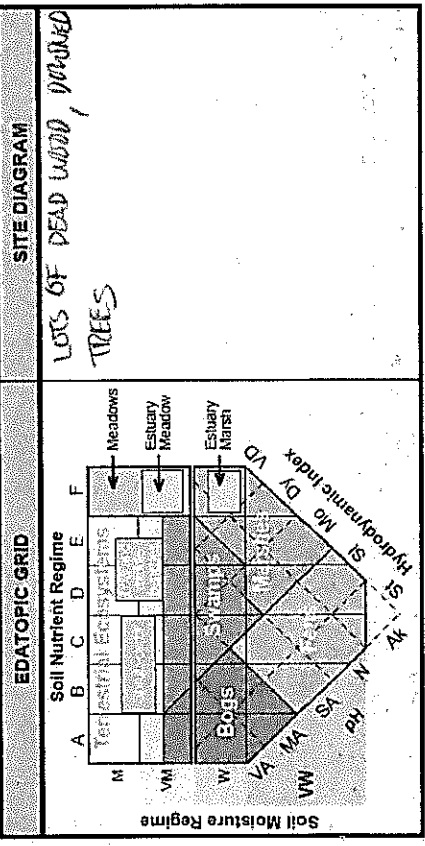 EDATOPIC GRID
Soil Nutrient Regime
A B C D E F
Terrestrial Ecosystems
Meadows
Estuary
Meadow
Estuary
Marsh
Swamps
Bogs
M
VM
W
VW
Soil Moisture Regime
VA
MA
SA
N
Ak
pH
St
Sl
Mo
Dy
VD
Hydrodynamic Index
SITE DIAGRAM
LOTS OF DEAD WOOD, DOWNED
TREES